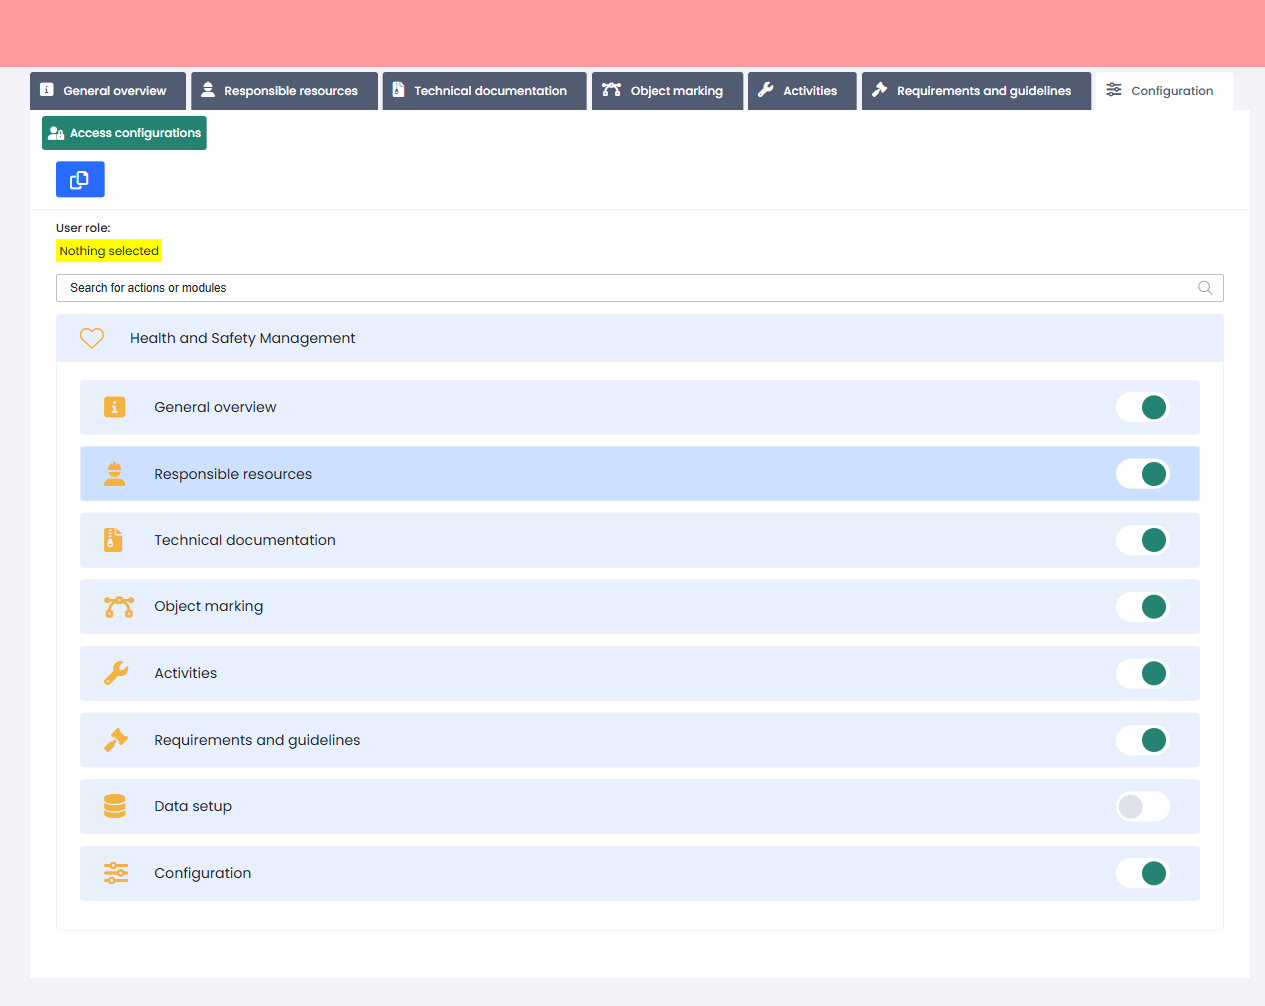 General overview
Responsible resources
Technical documentation
Object marking
Activities
Requirements and guidelines
Configuration
Access configurations
User role:
Nothing selected
Search for actions or modules
Health and Safety Management
General overview
Responsible resources
Technical documentation
Object marking
Activities
Requirements and guidelines
Data setup
Configuration